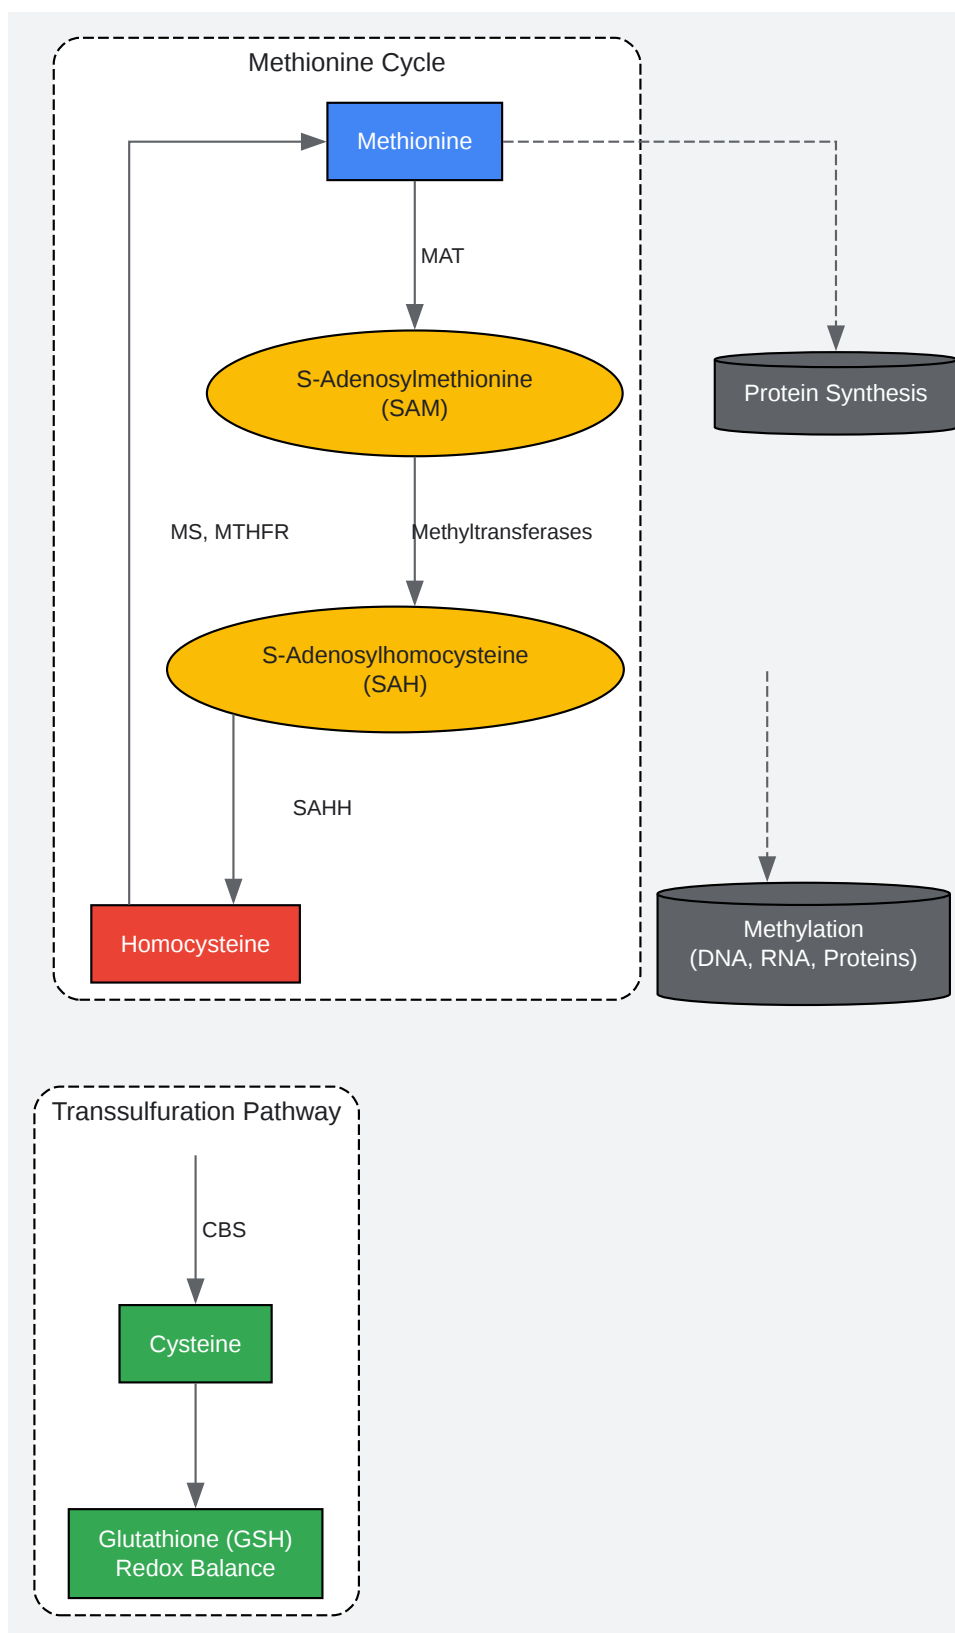 Methionine Cycle
Methionine
MAT
S-Adenosylmethionine
(SAM)
Protein Synthesis
MS, MTHFR
Methyltransferases
S-Adenosylhomocysteine
(SAH)
SAHH
Homocysteine
Methylation
(DNA, RNA, Proteins)
Transsulfuration Pathway
CBS
Cysteine
Glutathione (GSH)
Redox Balance